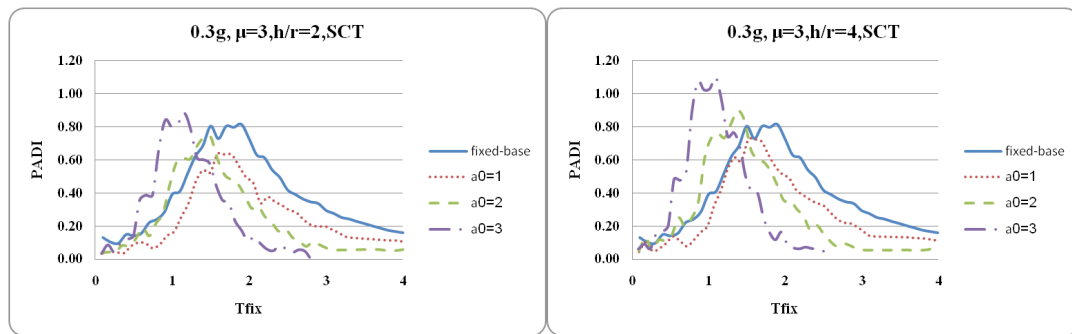 0.3g, μ=3,h/r=2,SCT
1.20
1.00
0.80
0.60
0.40
0.20
0.00
PADI
0
1
2
3
4
Tfix
fixed-base
a0=1
a0=2
a0=3
0.3g, μ=3,h/r=4,SCT
1.20
1.00
0.80
0.60
0.40
0.20
0.00
PADI
0
1
2
3
4
Tfix
fixed-base
a0=1
a0=2
a0=3